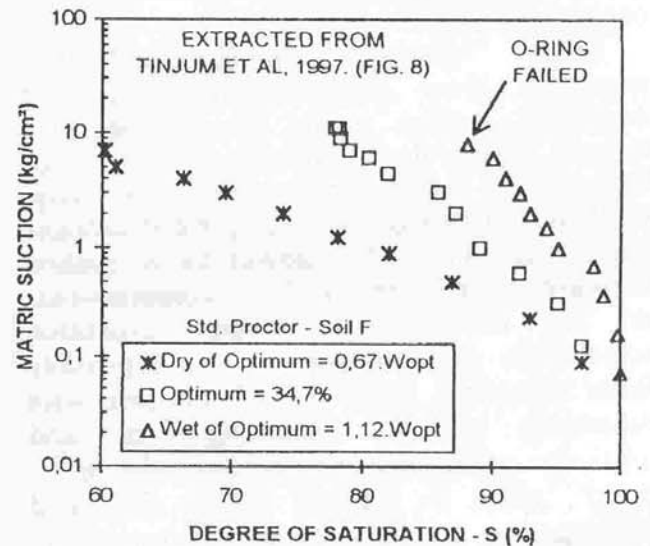 EXTRACTED FROM
TINJUM ET AL, 1997. (FIG. 8)
O-RING
FAILED
MATRIC SUCTION (kg/cm²)
100
10
1
0,1
0,01
Std. Proctor - Soil F
Dry of Optimum = 0,67.Wopt
Optimum = 34,7%
Wet of Optimum = 1,12.Wopt
60 70 80 90 100
DEGREE OF SATURATION - S (%)